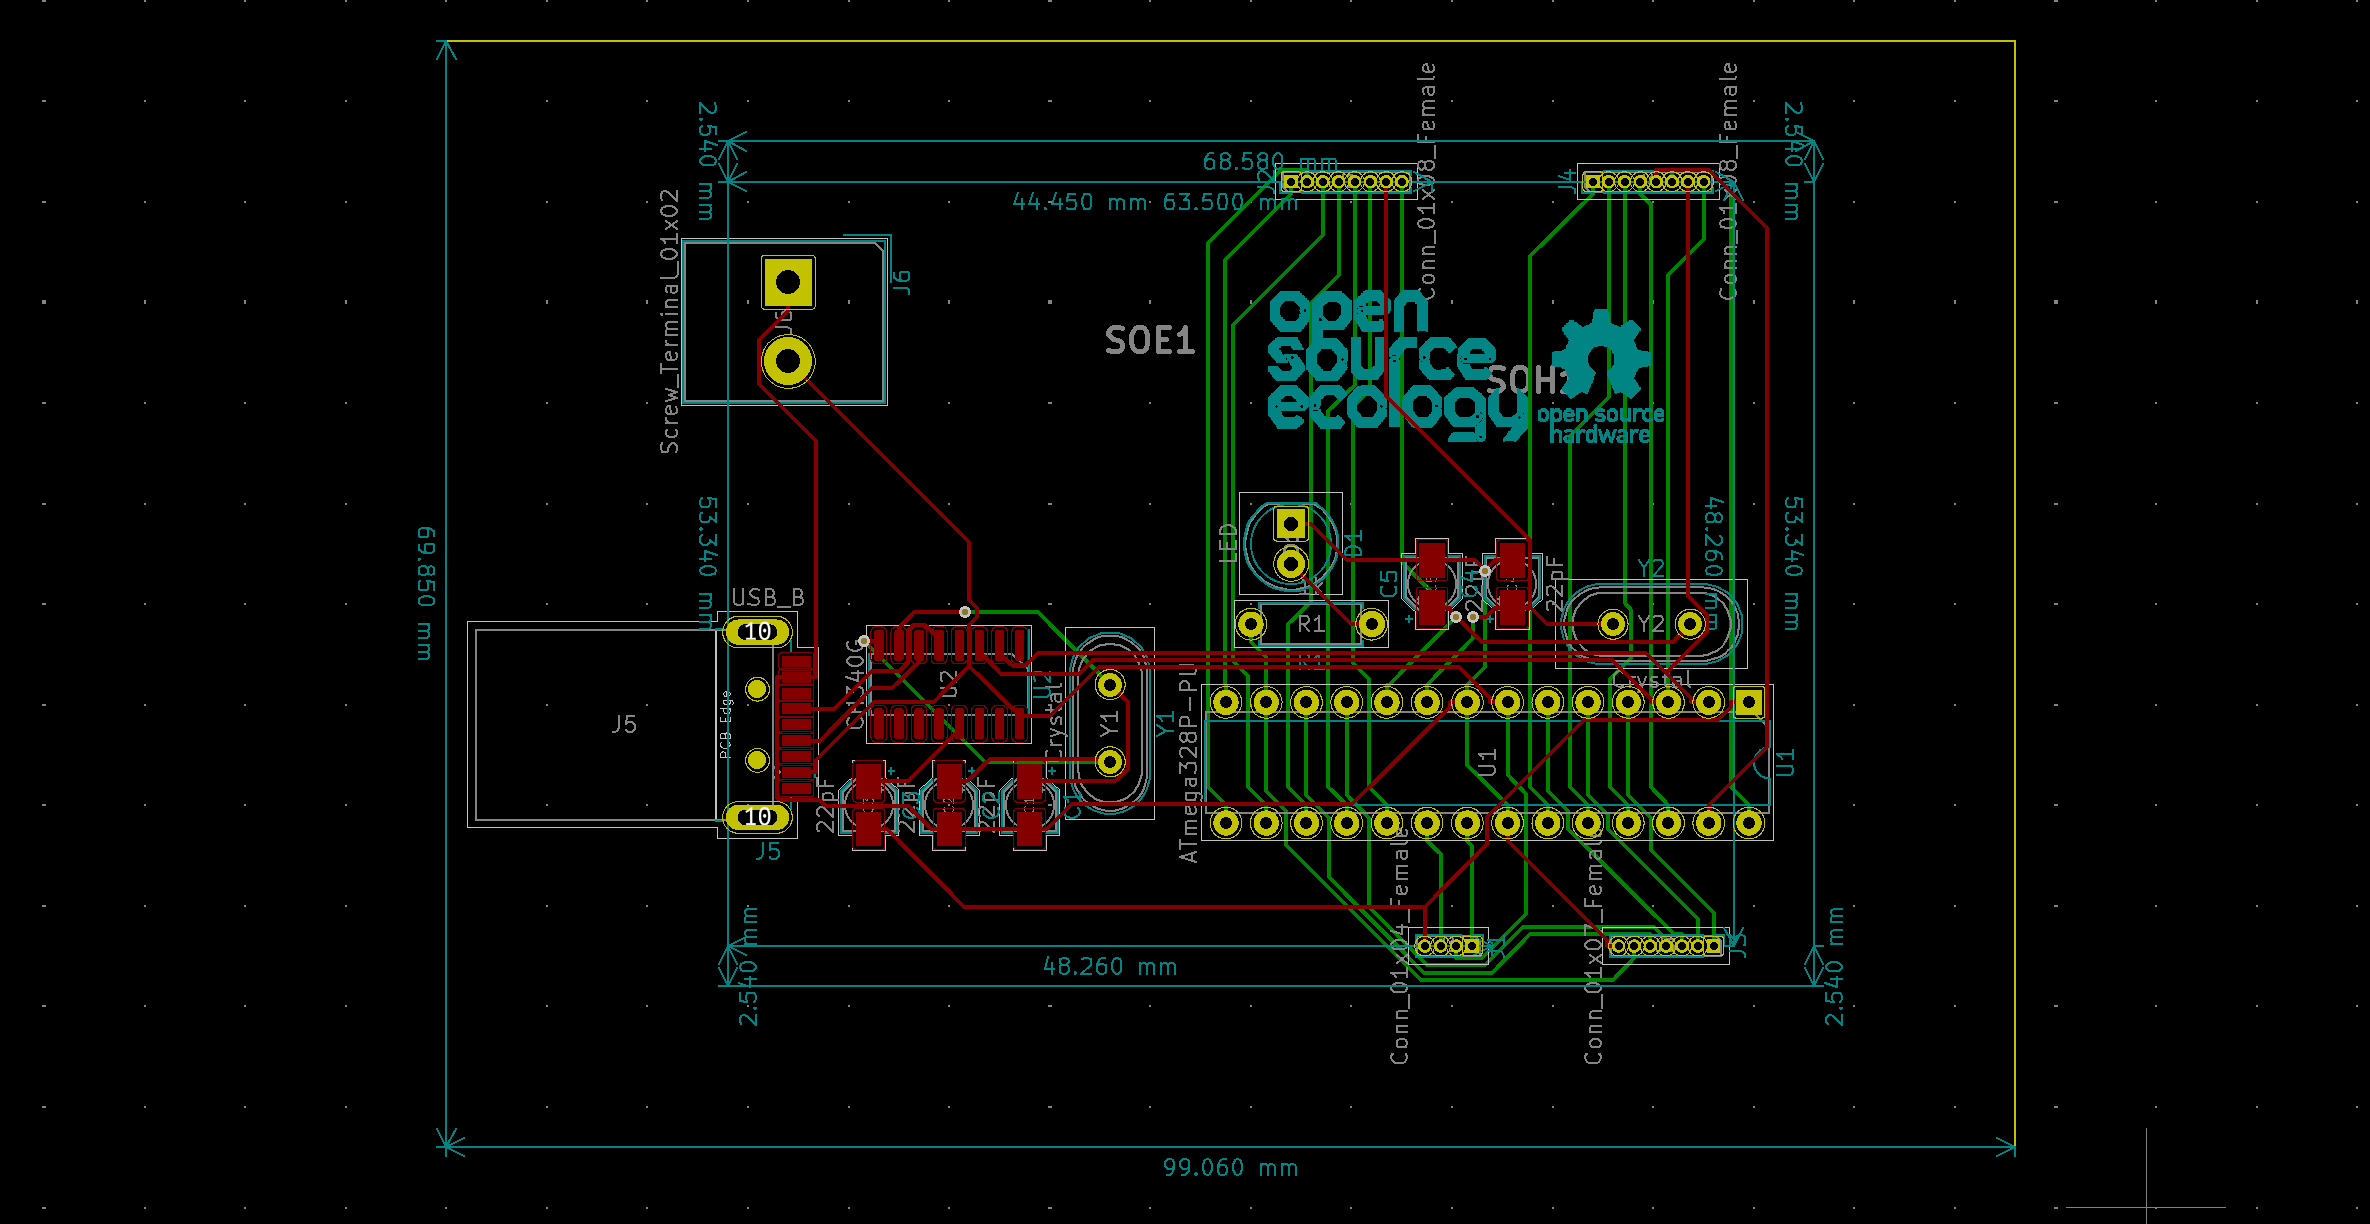 Conn_01x08_Female
Conn_01x08_Female
2.540 mm
2.540 mm
68.580 mm
44.450 mm
63.500 mm
J4
Screw_Terminal_01x02
J6
SOE1
open
source
ecology
open source
hardware
69.850 mm
53.340 mm
48.260 mm
53.340 mm
LED
D1
C5
22pF
Y2
USB_B
10
R1
Y2
Crystal
CH340G
U2
J5
PCB Edge
Crystal
Y1
Y1
ATmega328P-PU
U1
U1
22pF
22pF
22pF
10
J5
Conn_01x04_Female
Conn_01x07_Female
J3
48.260 mm
2.540 mm
2.540 mm
99.060 mm